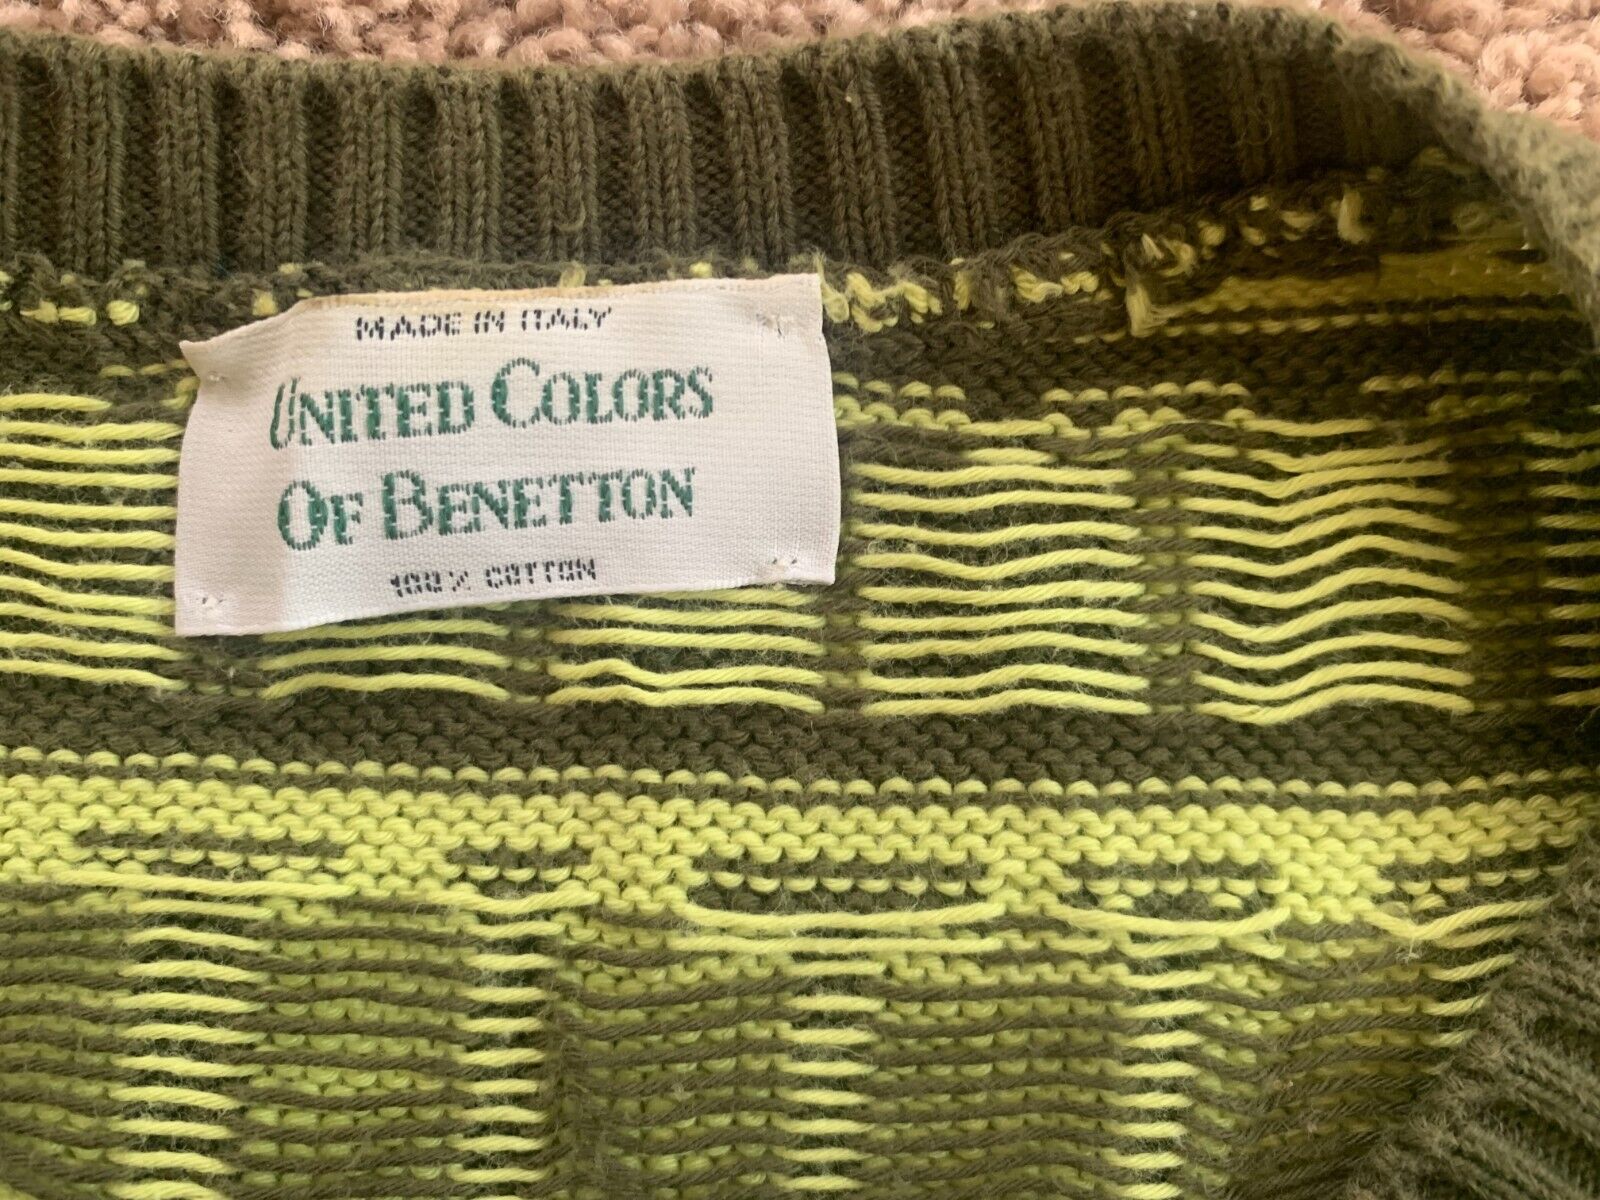 MADE IN ITALY
UNITED COLORS
OF BENETTON
100% COTTON